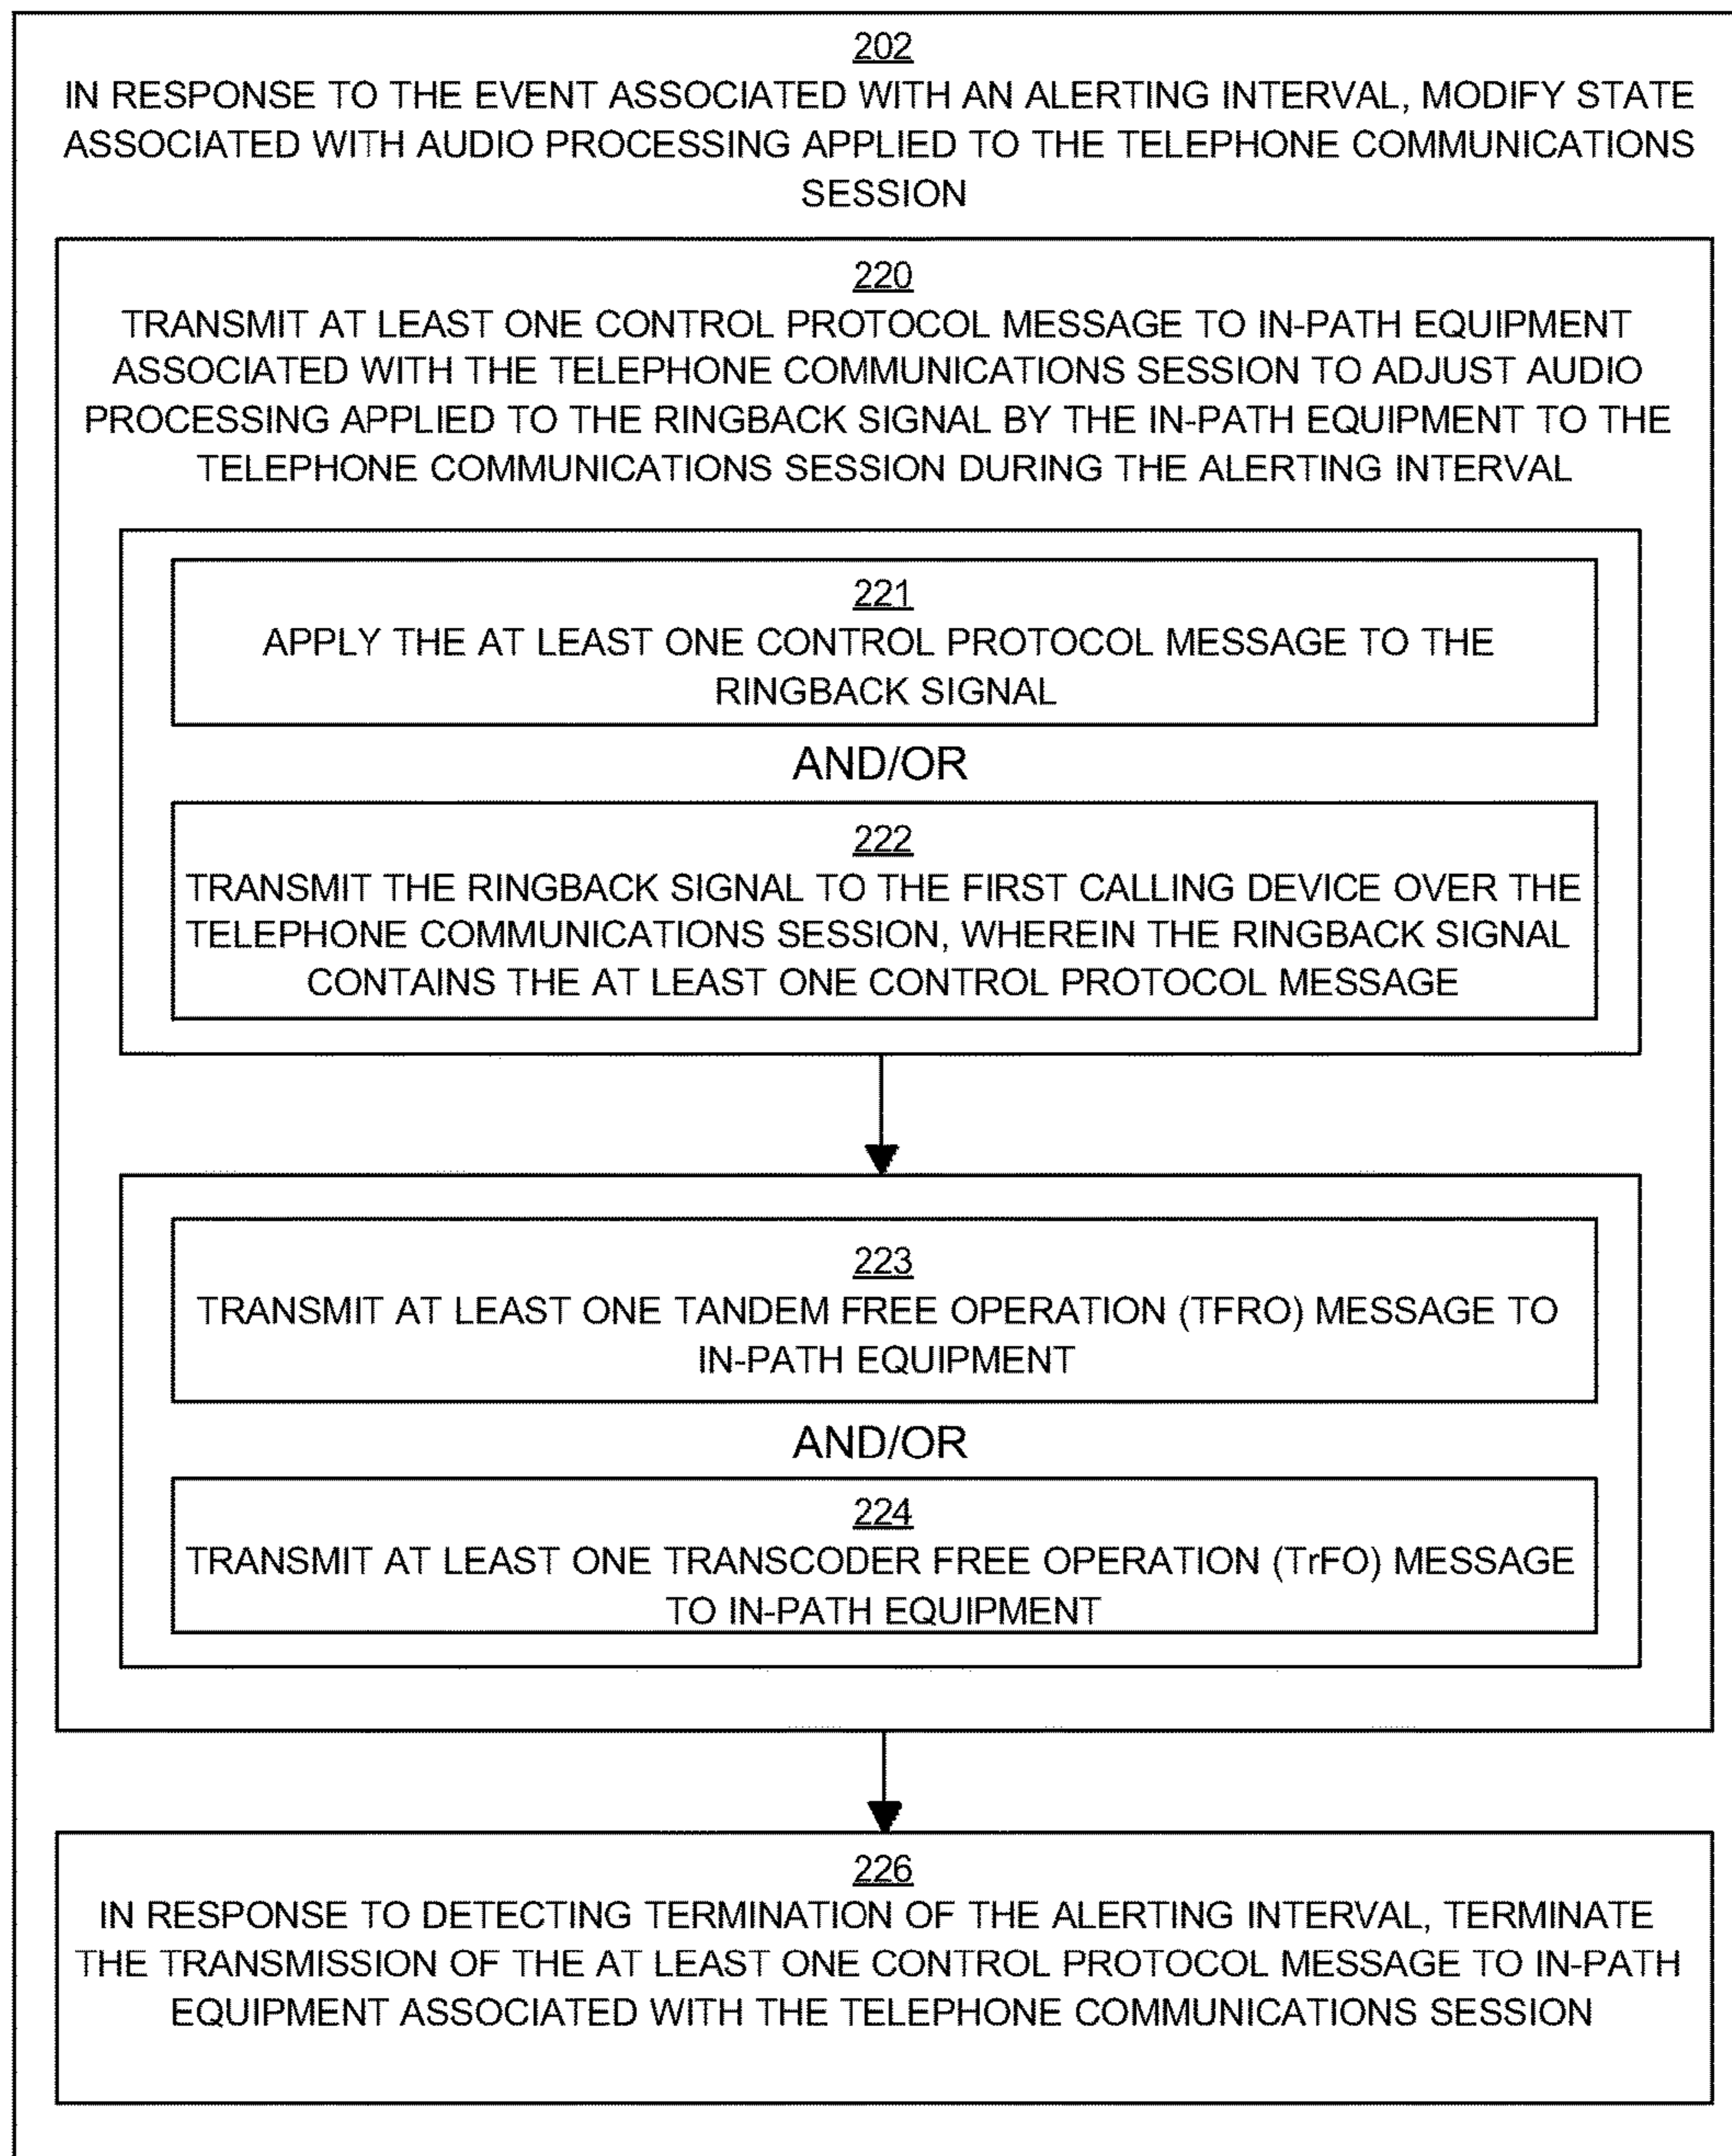 202
IN RESPONSE TO THE EVENT ASSOCIATED WITH AN ALERTING INTERVAL, MODIFY STATE
ASSOCIATED WITH AUDIO PROCESSING APPLIED TO THE TELEPHONE COMMUNICATIONS
SESSION
220
TRANSMIT AT LEAST ONE CONTROL PROTOCOL MESSAGE TO IN-PATH EQUIPMENT
ASSOCIATED WITH THE TELEPHONE COMMUNICATIONS SESSION TO ADJUST AUDIO
PROCESSING APPLIED TO THE RINGBACK SIGNAL BY THE IN-PATH EQUIPMENT TO THE
TELEPHONE COMMUNICATIONS SESSION DURING THE ALERTING INTERVAL
221
APPLY THE AT LEAST ONE CONTROL PROTOCOL MESSAGE TO THE
RINGBACK SIGNAL
AND/OR
222
TRANSMIT THE RINGBACK SIGNAL TO THE FIRST CALLING DEVICE OVER THE
TELEPHONE COMMUNICATIONS SESSION, WHEREIN THE RINGBACK SIGNAL
CONTAINS THE AT LEAST ONE CONTROL PROTOCOL MESSAGE
223
TRANSMIT AT LEAST ONE TANDEM FREE OPERATION (TFRO) MESSAGE TO
IN-PATH EQUIPMENT
AND/OR
224
TRANSMIT AT LEAST ONE TRANSCODER FREE OPERATION (TrFO) MESSAGE
TO IN-PATH EQUIPMENT
226
IN RESPONSE TO DETECTING TERMINATION OF THE ALERTING INTERVAL, TERMINATE
THE TRANSMISSION OF THE AT LEAST ONE CONTROL PROTOCOL MESSAGE TO IN-PATH
EQUIPMENT ASSOCIATED WITH THE TELEPHONE COMMUNICATIONS SESSION